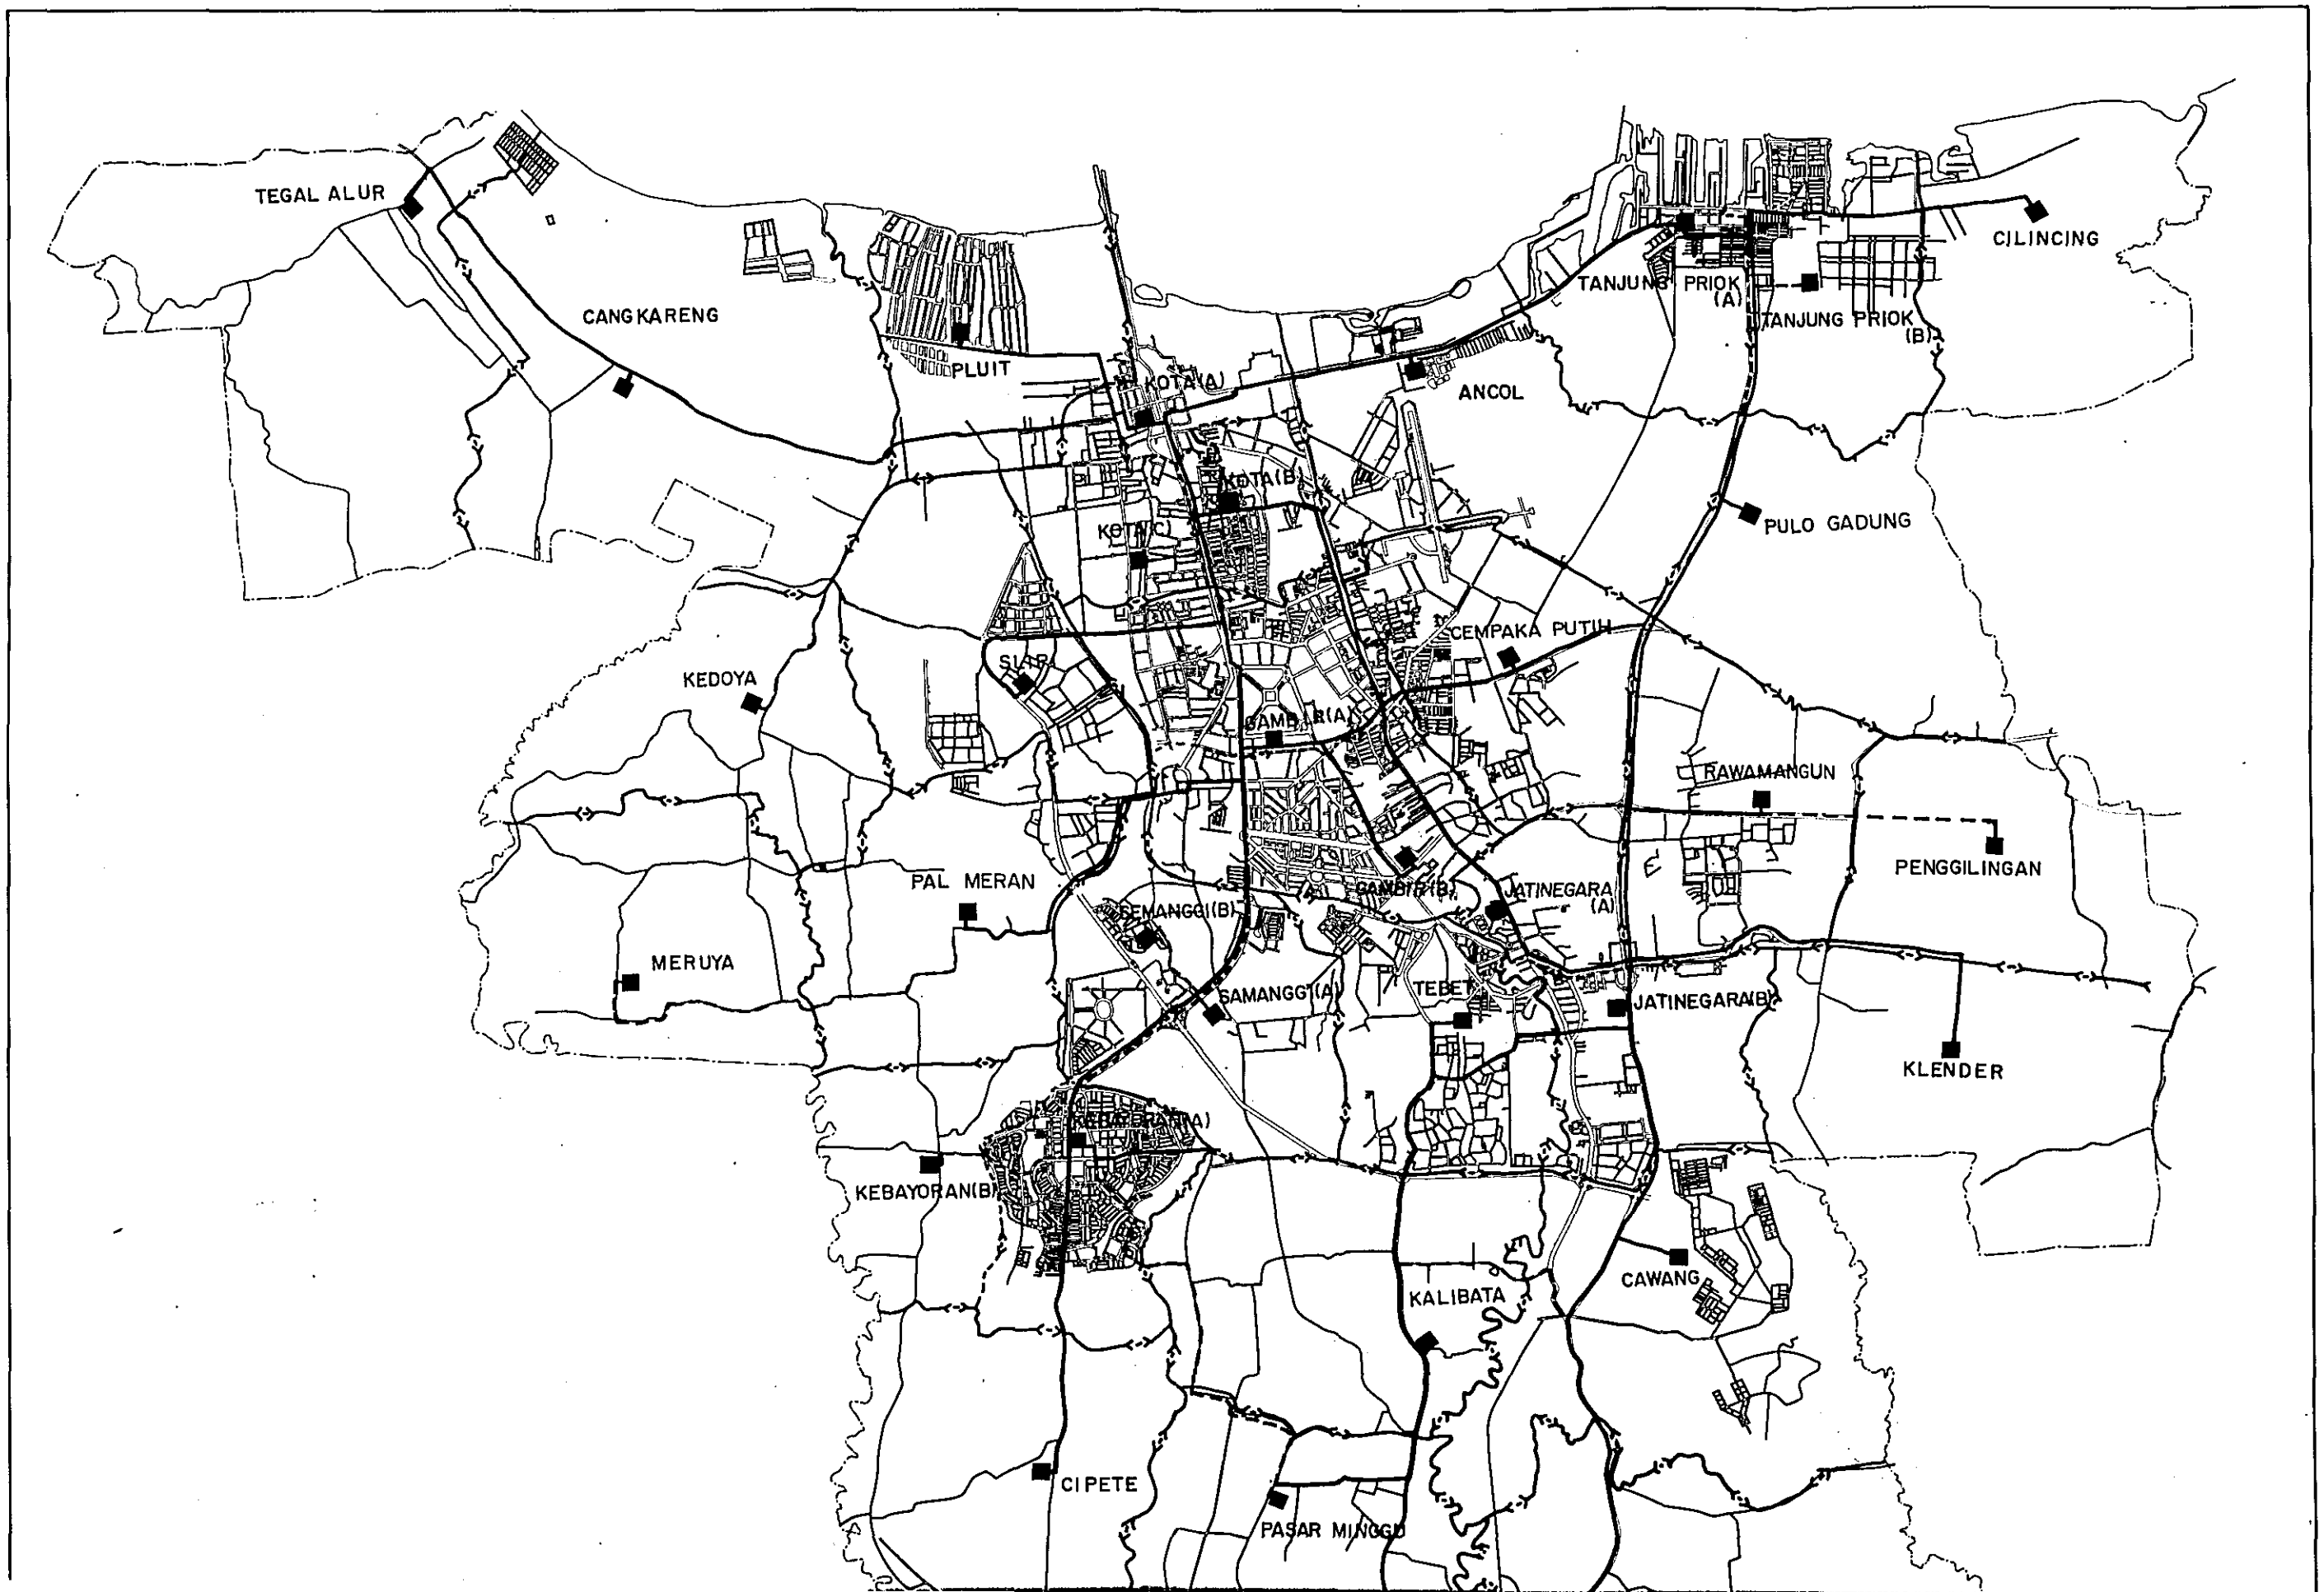 TEGAL ALUR
CILINCING
TANJUNG PRIOK
(A)
CANGKARENG
TANJUNG PRIOK
(B)
PLUIT
KOTA(A)
ANCOL
KOTA(B)
PULO GADUNG
KOTA(C)
CEMPAKA PUTIH
SLIP
KEDOYA
GAMBIR(A)
RAWAMANGUN
PENGGILINGAN
PAL MERAN
GAMBIR(B)
JATINEGARA
(A)
SEMANGGI(B)
MERUYA
SAMANGGI(A)
TEBET
JATINEGARA(B)
KLENDER
KEBAYORAN(A)
KEBAYORAN(B)
CAWANG
KALIBATA
CIPETE
PASAR MINGGU